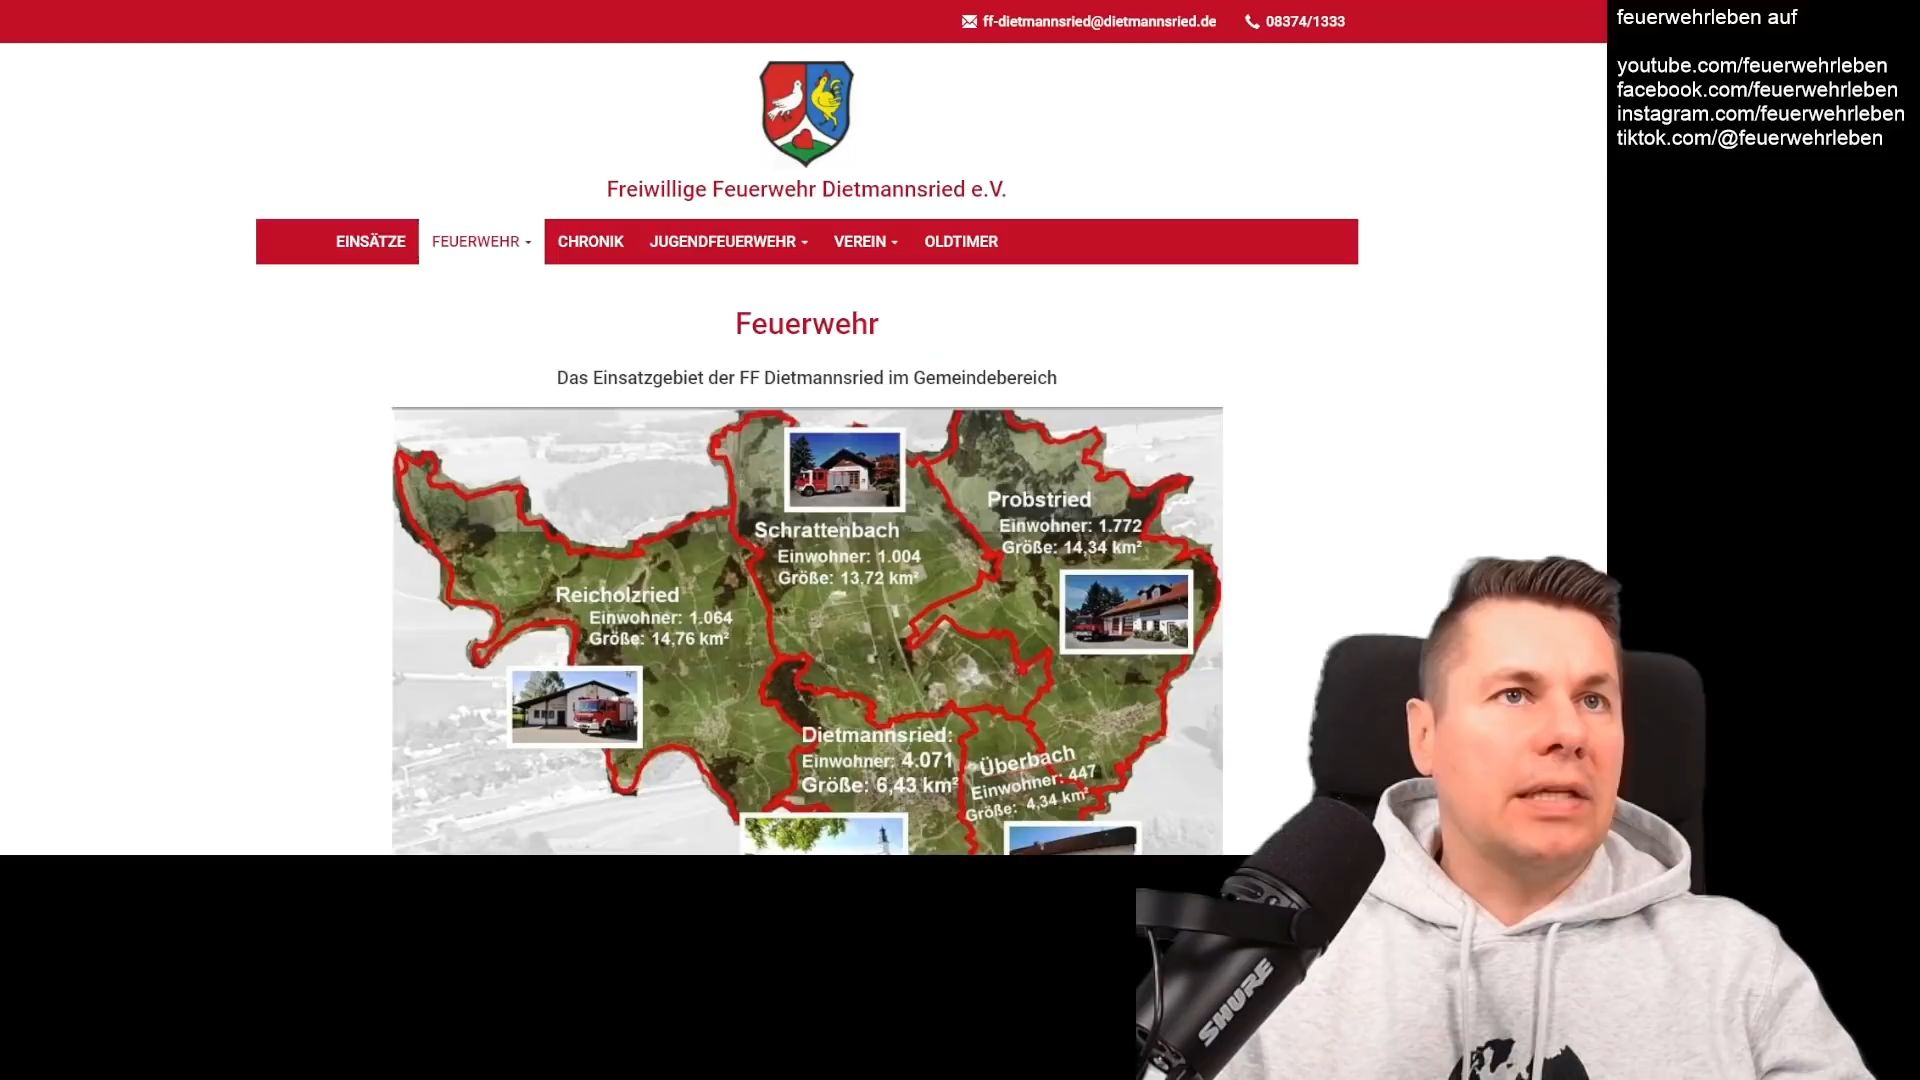 ff-dietmannsried@dietmannsried.de 08374/1333
feuerwehrleben auf
youtube.com/feuerwehrleben
facebook.com/feuerwehrleben
instagram.com/feuerwehrleben
tiktok.com/@feuerwehrleben
Freiwillige Feuerwehr Dietmannsried e.V.
EINSÄTZE FEUERWEHR CHRONIK JUGENDFEUERWEHR VEREIN OLDTIMER
Feuerwehr
Das Einsatzgebiet der FF Dietmannsried im Gemeindebereich
Probstried
Einwohner: 1.772
Größe: 14,34 km²
Schrattenbach
Einwohner: 1.004
Größe: 13,72 km²
Reicholzried
Einwohner: 1.064
Größe: 14,76 km²
Dietmannsried:
Einwohner: 4.071
Größe: 6,43 km²
Überbach
Einwohner: 447
Größe: 4,34 km²
SHURE